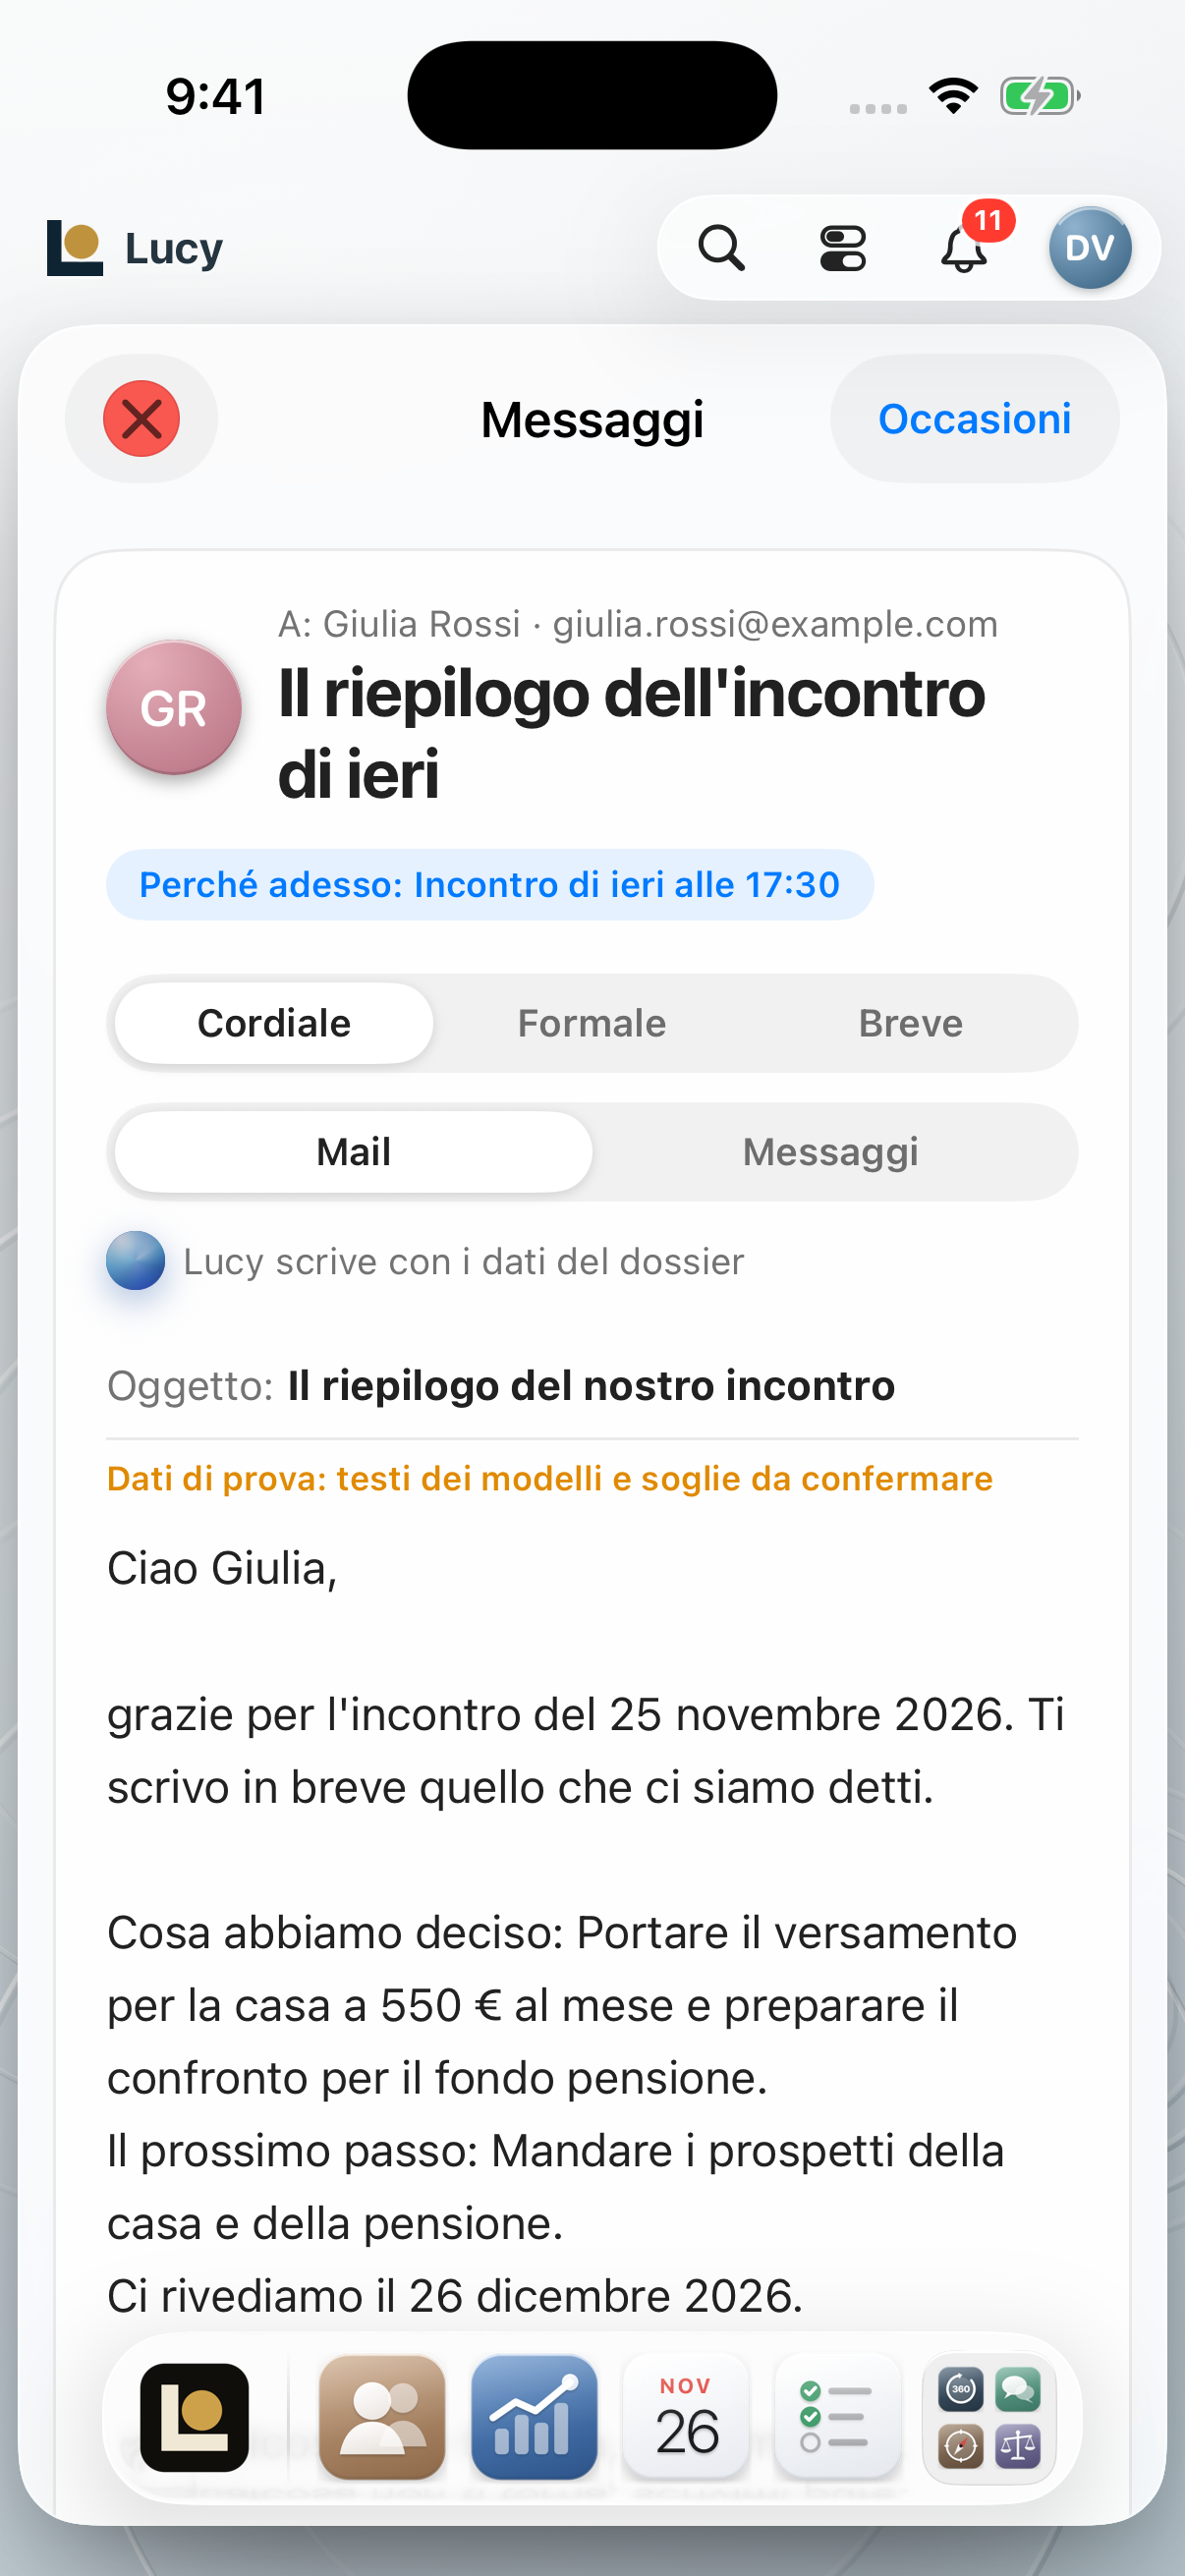 9:41
Lucy
11
DV
Messaggi
Occasioni
A: Giulia Rossi · giulia.rossi@example.com
GR
Il riepilogo dell'incontro
di ieri
Perché adesso: Incontro di ieri alle 17:30
Cordiale
Formale
Breve
Mail
Messaggi
Lucy scrive con i dati del dossier
Oggetto: Il riepilogo del nostro incontro
Dati di prova: testi dei modelli e soglie da confermare
Ciao Giulia,
grazie per l'incontro del 25 novembre 2026. Ti
scrivo in breve quello che ci siamo detti.
Cosa abbiamo deciso: Portare il versamento
per la casa a 550 € al mese e preparare il
confronto per il fondo pensione.
Il prossimo passo: Mandare i prospetti della
casa e della pensione.
Ci rivediamo il 26 dicembre 2026.
NOV
26
360